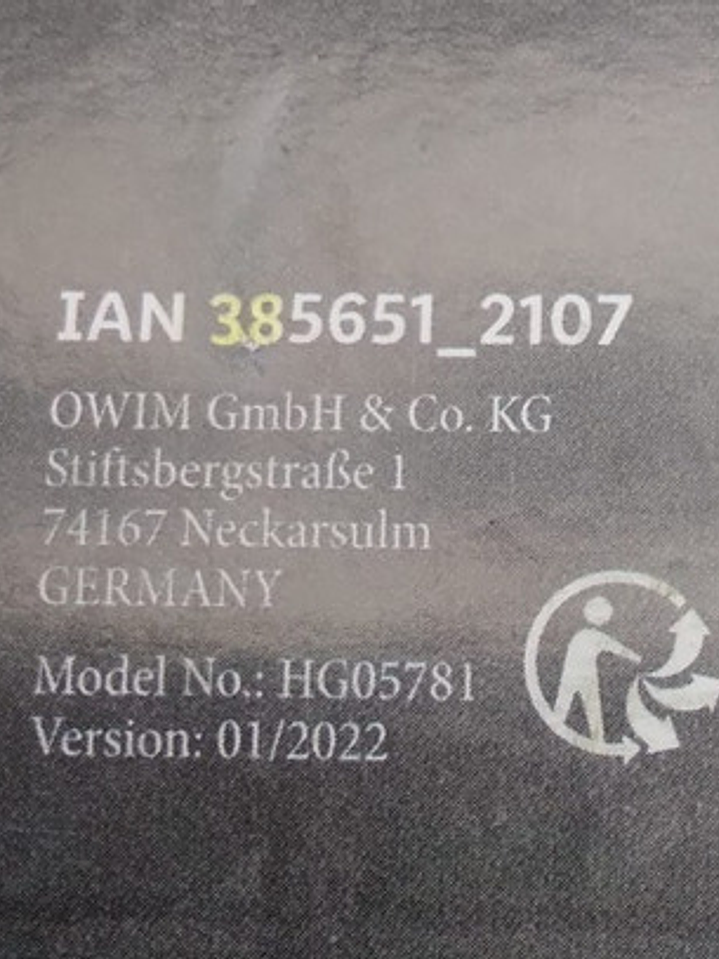 IAN 385651_2107
OWIM GmbH & Co. KG
Stiftsbergstraße 1
74167 Neckarsulm
GERMANY
Model No.: HG05781
Version: 01/2022